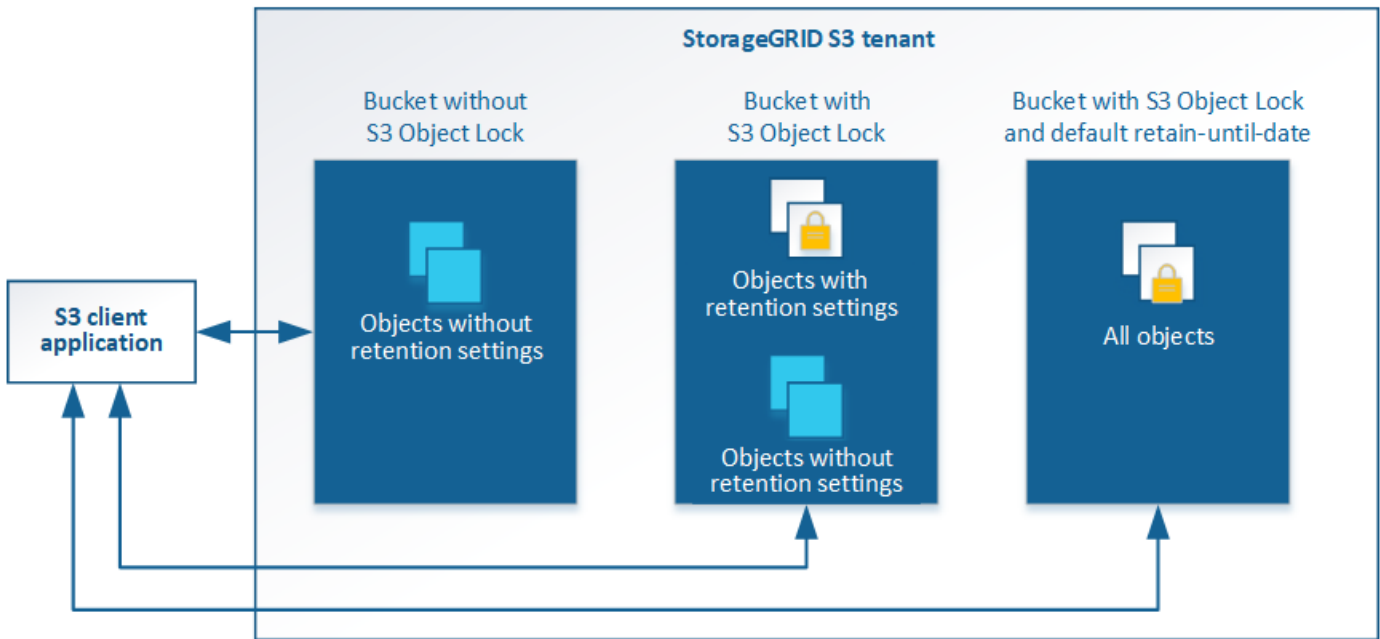 StorageGRID S3 tenant
Bucket without
S3 Object Lock
Bucket with
S3 Object Lock
Bucket with S3 Object Lock
and default retain-until-date
S3 client
application
Objects without
retention settings
Objects with
retention settings
Objects without
retention settings
All objects